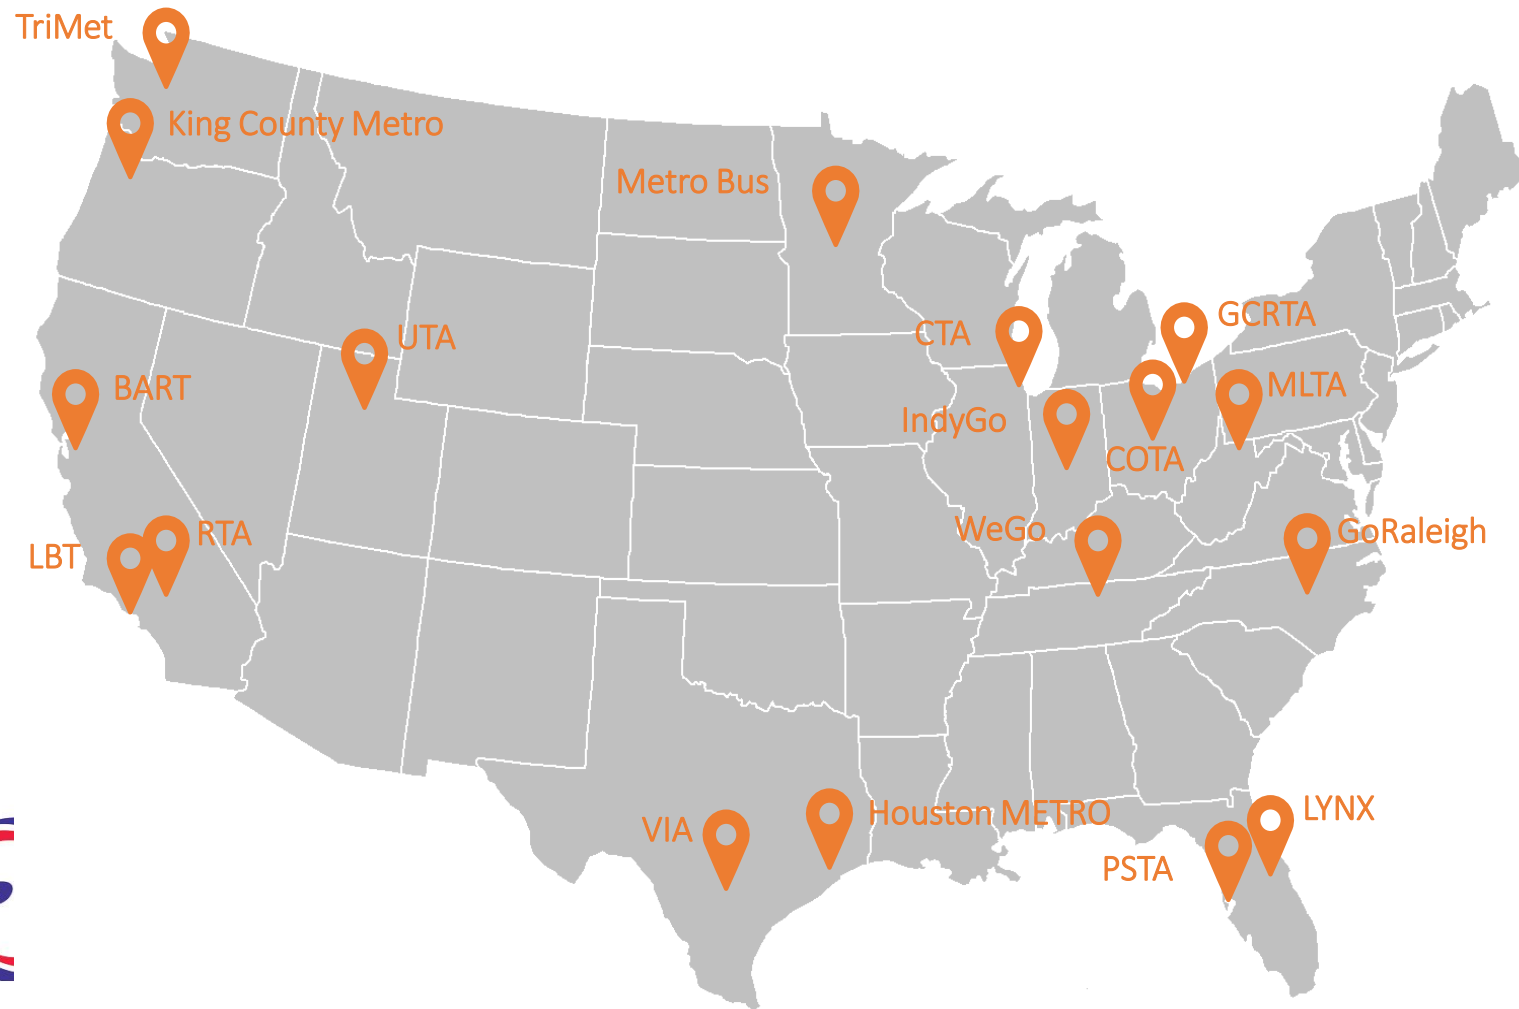 TriMet
King County Metro
Metro Bus
GCRTA
CTA
UTA
MLTA
BART
IndyGo
COTA
WeGo
GoRaleigh
RTA
LBT
LYNX
Houston METRO
VIA
PSTA